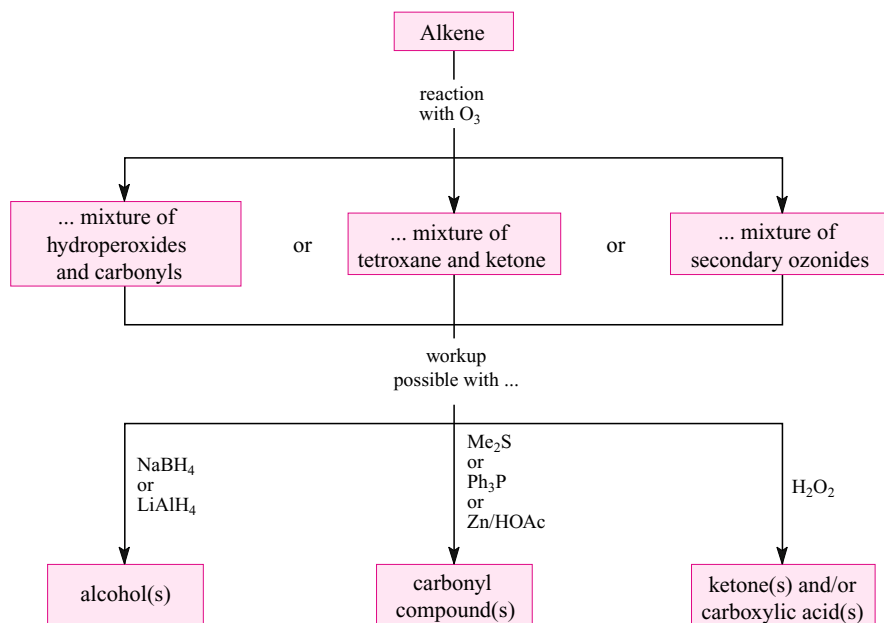 Alkene
reaction
with O₃
... mixture of
hydroperoxides
and carbonyls
or
... mixture of
tetroxane and ketone
or
... mixture of
secondary ozonides
workup
possible with ...
NaBH₄
or
LiAlH₄
Me₂S
or
Ph₃P
or
Zn/HOAc
H₂O₂
alcohol(s)
carbonyl
compound(s)
ketone(s) and/or
carboxylic acid(s)